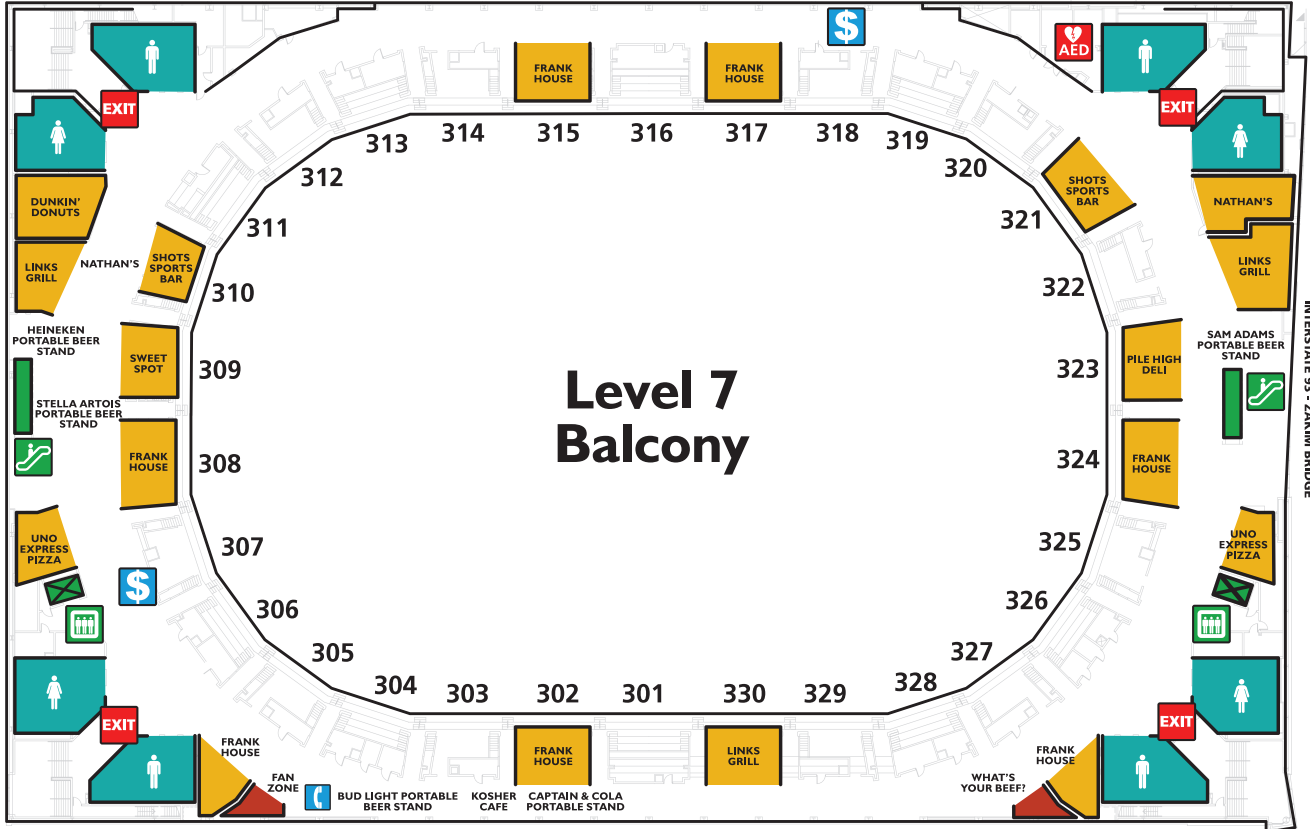 $
AED
FRANK
HOUSE
FRANK
HOUSE
EXIT
EXIT
313
314
315
316
317
318
319
312
320
311
321
SHOTS
SPORTS
BAR
DUNKIN'
DONUTS
NATHAN'S
LINKS
GRILL
NATHAN'S
SHOTS
SPORTS
BAR
310
322
LINKS
GRILL
HEINEKEN
PORTABLE BEER
STAND
SWEET
SPOT
309
323
PILE HIGH
DELI
SAM ADAMS
PORTABLE BEER
STAND
INTERSTATE 93 - ZAKIM BRIDGE
Level 7
Balcony
STELLA ARTOIS
PORTABLE BEER
STAND
FRANK
HOUSE
308
324
FRANK
HOUSE
UNO
EXPRESS
PIZZA
307
325
UNO
EXPRESS
PIZZA
$
306
326
305
327
304
303
302
301
330
329
328
EXIT
EXIT
FRANK
HOUSE
FRANK
HOUSE
LINKS
GRILL
FRANK
HOUSE
FAN
ZONE
BUD LIGHT PORTABLE
BEER STAND
KOSHER
CAFE
CAPTAIN & COLA
PORTABLE STAND
WHAT'S
YOUR BEEF?